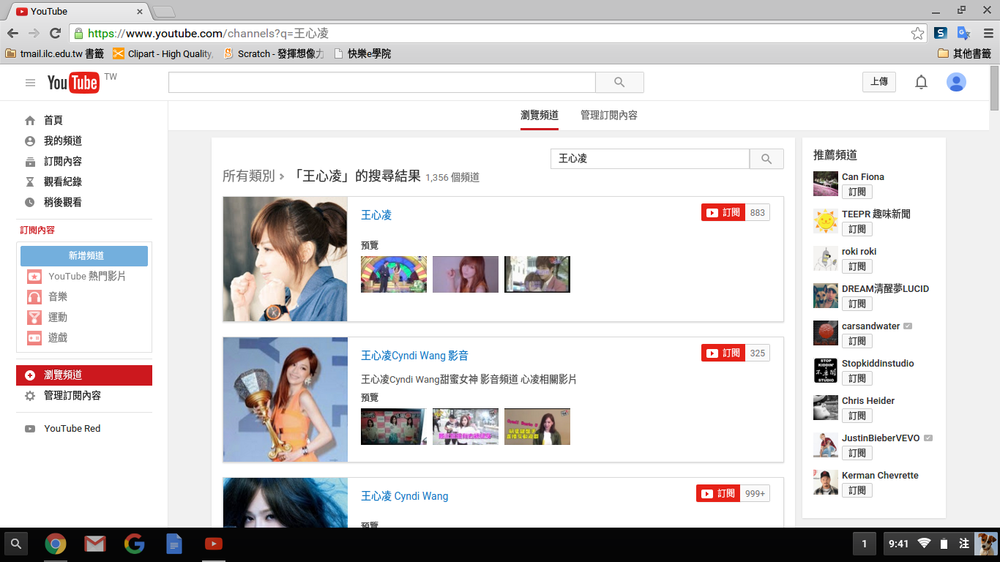 YouTube
https://www.youtube.com/channels?q=王心凌
tmail.ilc.edu.tw 書籤
Clipart - High Quality,
Scratch - 發揮想像力
快樂e學院
其他書籤
YouTube TW
上傳
首頁
我的頻道
訂閱內容
觀看紀錄
稍後觀看
訂閱內容
新增頻道
YouTube 熱門影片
音樂
運動
遊戲
瀏覽頻道
管理訂閱內容
YouTube Red
瀏覽頻道 管理訂閱內容
王心凌
所有類別 › 「王心凌」的搜尋結果 1,356 個頻道
王心凌
訂閱 883
預覽
王心凌Cyndi Wang 影音
訂閱 325
王心凌Cyndi Wang甜蜜女神 影音頻道 心凌相關影片
預覽
王心凌 Cyndi Wang
訂閱 999+
預覽
推薦頻道
Can Fiona
訂閱
TEEPR 趣味新聞
訂閱
roki roki
訂閱
DREAM清醒夢LUCID
訂閱
carsandwater
訂閱
STOP
KIDDIN'
STUDIO
Stopkiddinstudio
訂閱
Chris Heider
訂閱
JustinBieberVEVO
訂閱
Kerman Chevrette
訂閱
1
9:41 注